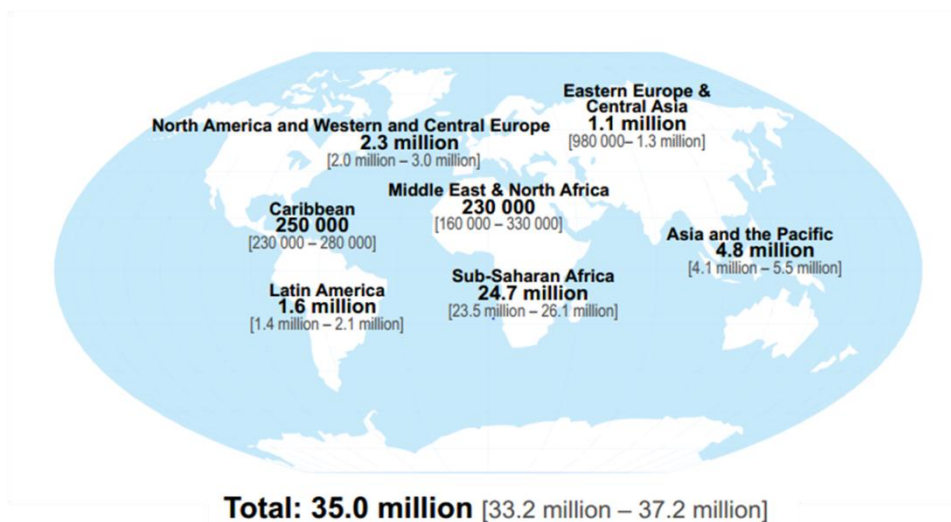 Eastern Europe &
Central Asia
1.1 million
[980 000– 1.3 million]
North America and Western and Central Europe
2.3 million
[2.0 million – 3.0 million]
Middle East & North Africa
230 000
[160 000 – 330 000]
Caribbean
250 000
[230 000 – 280 000]
Asia and the Pacific
4.8 million
[4.1 million – 5.5 million]
Sub-Saharan Africa
24.7 million
[23.5 million – 26.1 million]
Latin America
1.6 million
[1.4 million – 2.1 million]
Total: 35.0 million [33.2 million – 37.2 million]